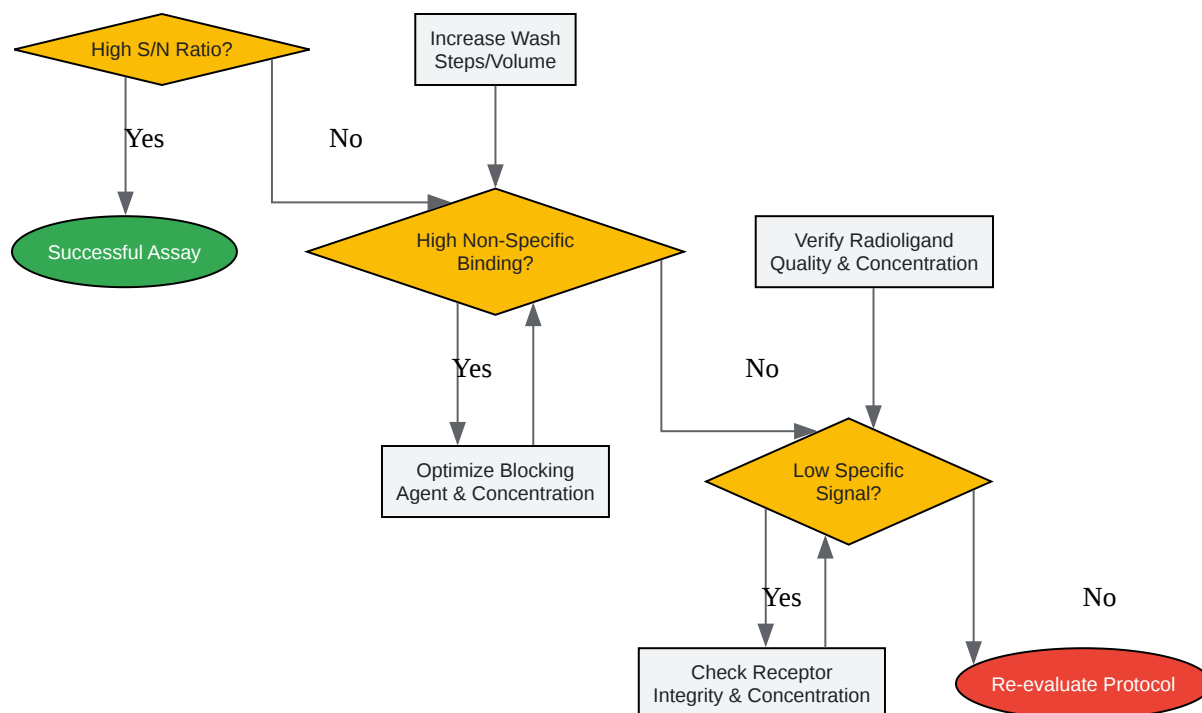 High S/N Ratio?
Increase Wash
Steps/Volume
Yes
No
Successful Assay
High Non-Specific
Binding?
Verify Radioligand
Quality & Concentration
Yes
No
Optimize Blocking
Agent & Concentration
Low Specific
Signal?
Yes
No
Check Receptor
Integrity & Concentration
Re-evaluate Protocol